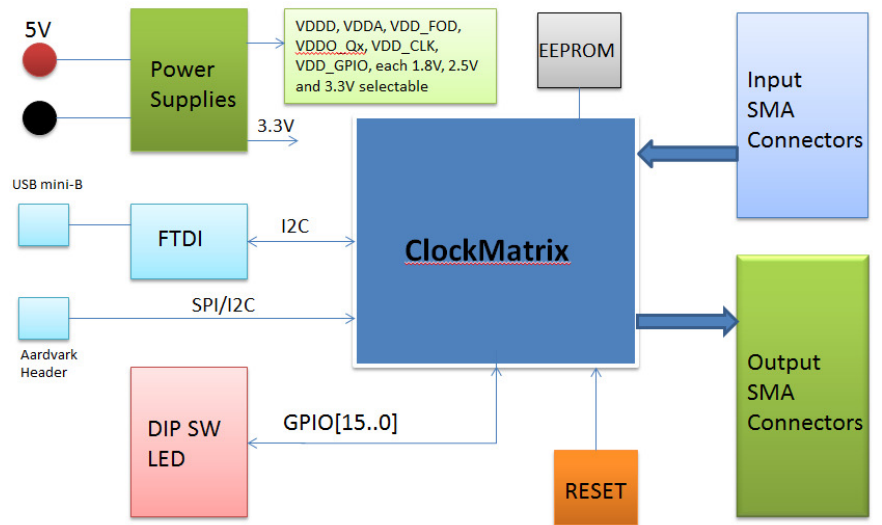 5V
Power
Supplies
VDDD, VDDA, VDD_FOD,
VDDO_Qx, VDD_CLK,
VDD_GPIO, each 1.8V, 2.5V
and 3.3V selectable
3.3V
EEPROM
Input
SMA
Connectors
USB mini-B
FTDI
I2C
ClockMatrix
SPI/I2C
Aardvark
Header
Output
SMA
Connectors
DIP SW
LED
GPIO[15..0]
RESET